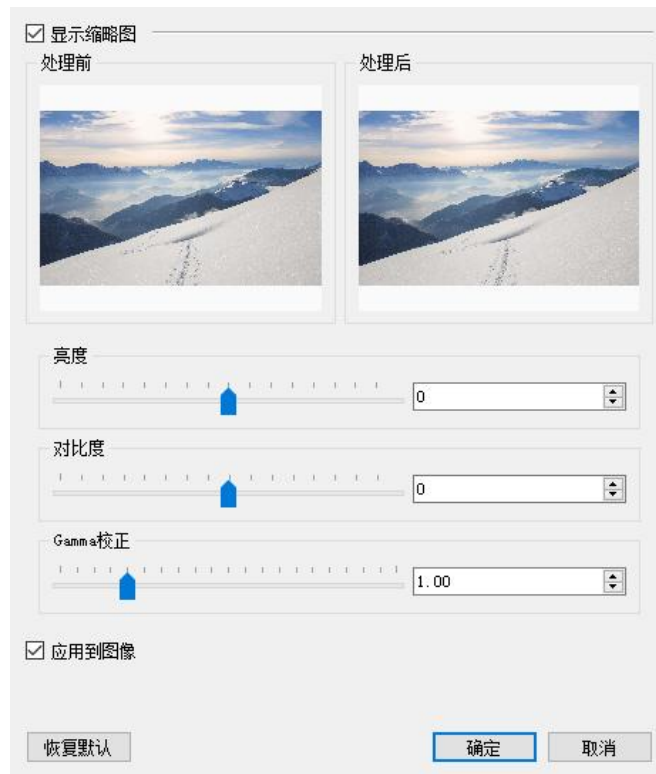 显示缩略图
处理前
处理后
亮度
0
对比度
0
Gamma校正
1.00
应用到图像
恢复默认
确定
取消